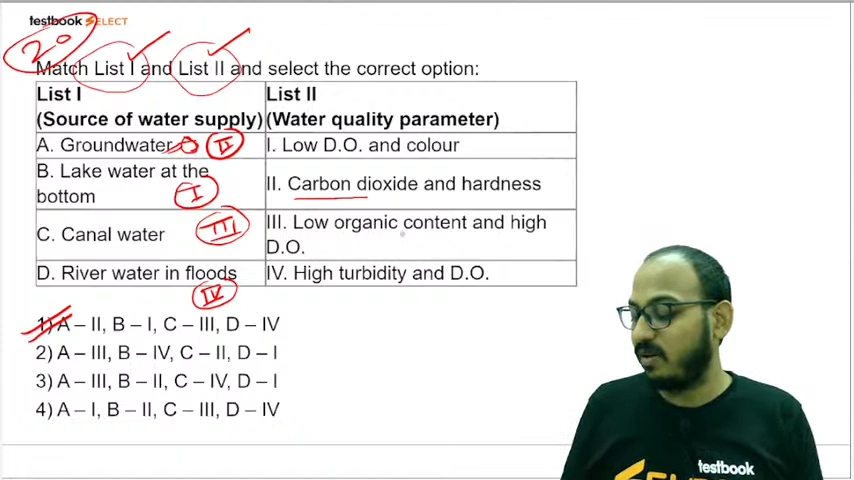 testbook SELECT
20
Match List I and List II and select the correct option:
List I
(Source of water supply)
List II
(Water quality parameter)
A. Groundwater
II
I. Low D.O. and colour
B. Lake water at the
bottom
I
II. Carbon dioxide and hardness
C. Canal water
III
III. Low organic content and high
D.O.
D. River water in floods
IV
IV. High turbidity and D.O.
1) A – II, B – I, C – III, D – IV
2) A – III, B – IV, C – II, D – I
3) A – III, B – II, C – IV, D – I
4) A – I, B – II, C – III, D – IV
testbook